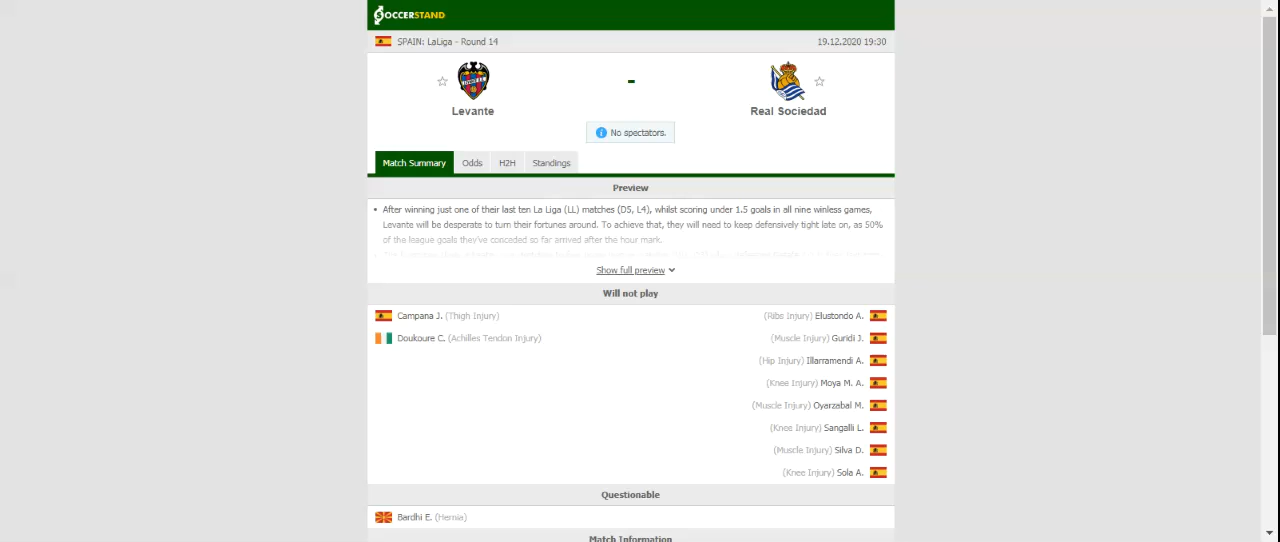 SOCCERSTAND
SPAIN: LaLiga - Round 14 19.12.2020 19:30
Levante - Real Sociedad
No spectators.
Match Summary Odds H2H Standings
Preview
• After winning just one of their last ten La Liga (LL) matches (D5, L4), whilst scoring under 1.5 goals in all nine winless games,
Levante will be desperate to turn their fortunes around. To achieve that, they will need to keep defensively tight late on, as 50%
of the league goals they've conceded so far arrived after the hour mark.
Show full preview
Will not play
Campana J. (Thigh Injury) (Ribs Injury) Elustondo A.
Doukoure C. (Achilles Tendon Injury) (Muscle Injury) Guridi J.
(Hip Injury) Illarramendi A.
(Knee Injury) Moya M. A.
(Muscle Injury) Oyarzabal M.
(Knee Injury) Sangalli L.
(Muscle Injury) Silva D.
(Knee Injury) Sola A.
Questionable
Bardhi E. (Hernia)
Match Information